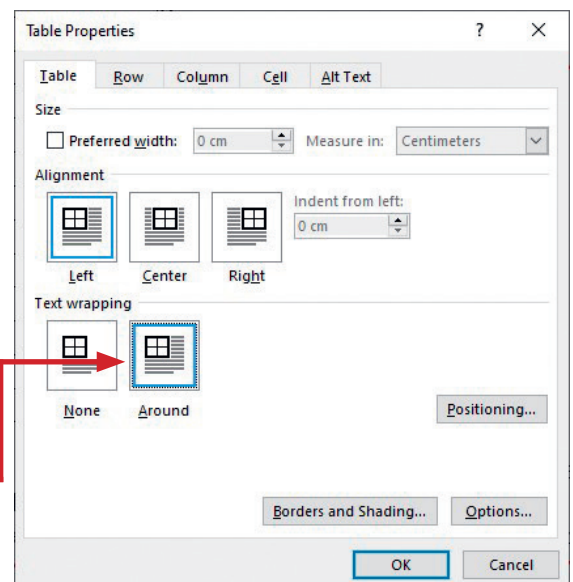 Table Properties ? ×
Table Row Column Cell Alt Text
Size
Preferred width: 0 cm Measure in: Centimeters
Alignment
Indent from left:
0 cm
Left Center Right
Text wrapping
None Around
Positioning...
Borders and Shading... Options...
OK Cancel